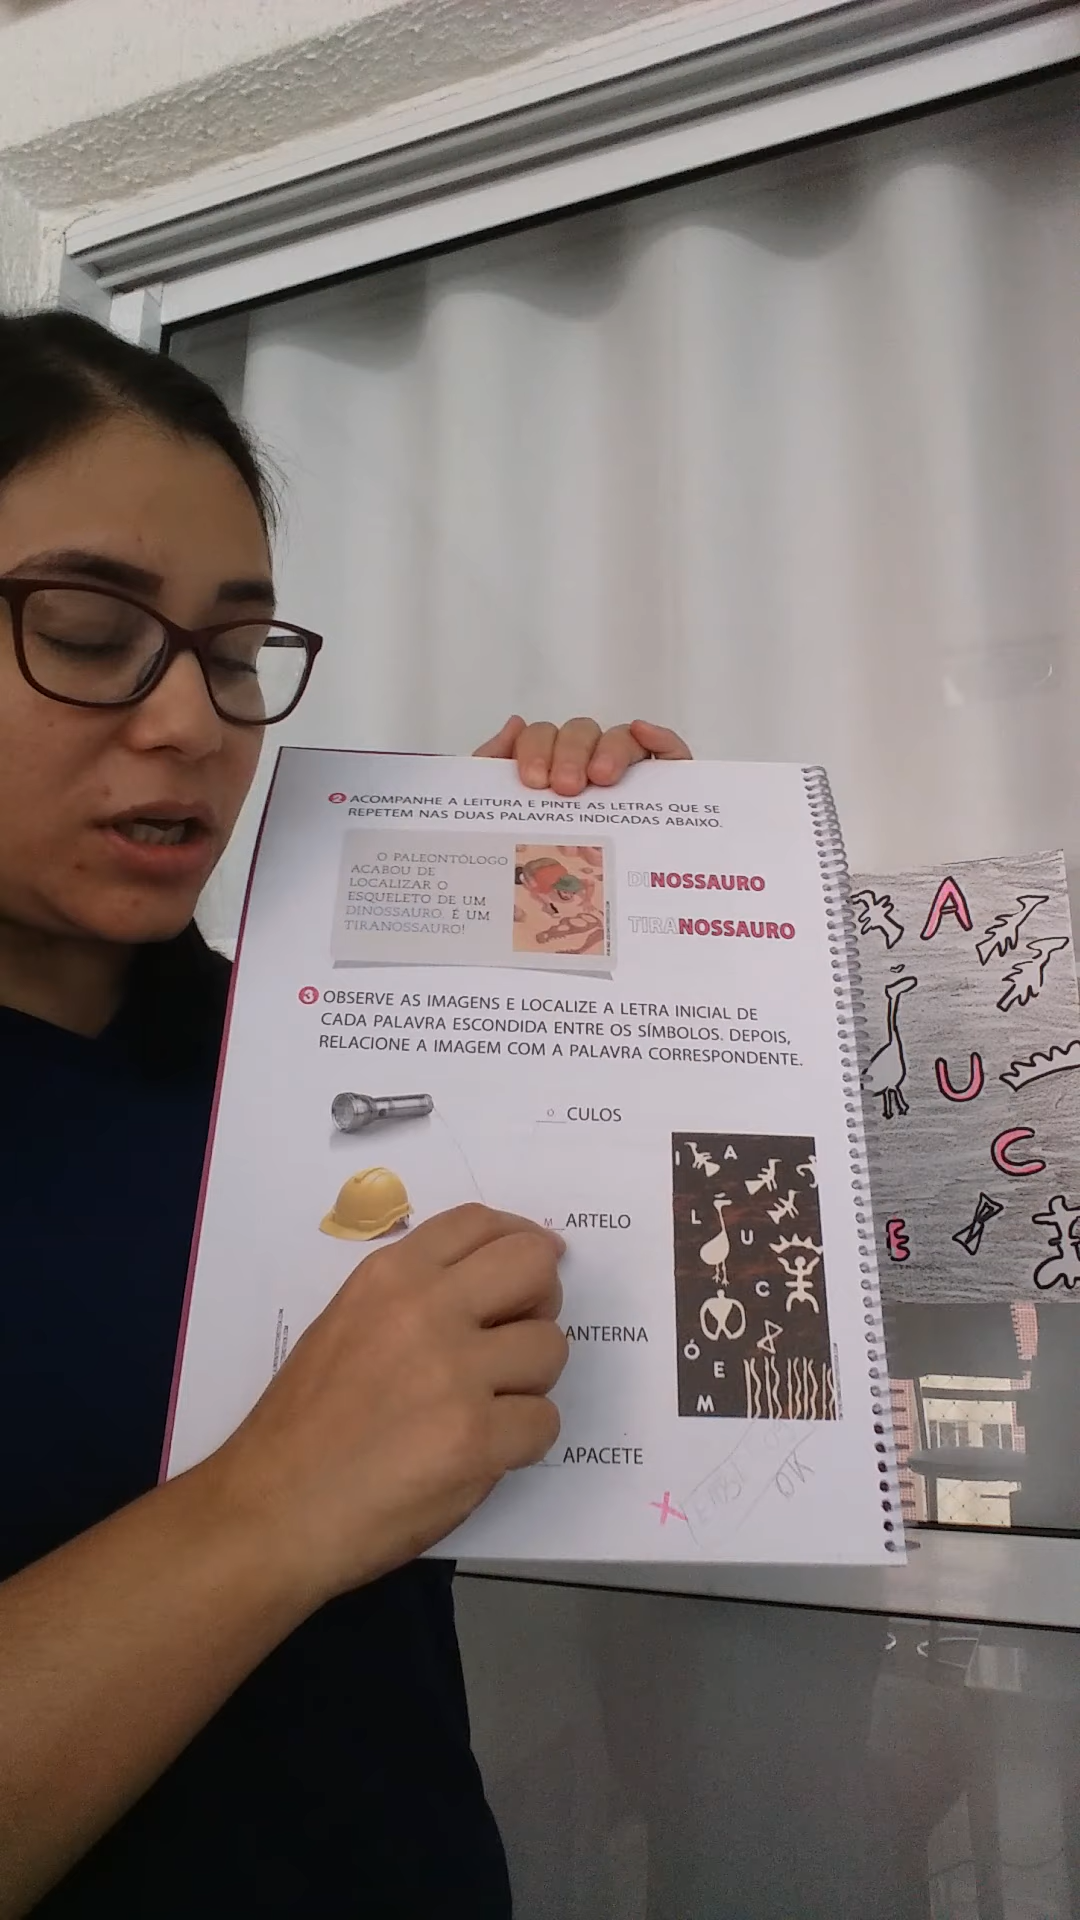 2 ACOMPANHE A LEITURA E PINTE AS LETRAS QUE SE
REPETEM NAS DUAS PALAVRAS INDICADAS ABAIXO.
O PALEONTÓLOGO
ACABOU DE
LOCALIZAR O
ESQUELETO DE UM
DINOSSAURO. É UM
TIRANOSSAURO!
DINOSSAURO
TIRANOSSAURO
3 OBSERVE AS IMAGENS E LOCALIZE A LETRA INICIAL DE
CADA PALAVRA ESCONDIDA ENTRE OS SÍMBOLOS. DEPOIS,
RELACIONE A IMAGEM COM A PALAVRA CORRESPONDENTE.
O CULOS
M ARTELO
ANTERNA
APACETE
I A
L
U
C
Ó
E
M
X
A
U
C
E